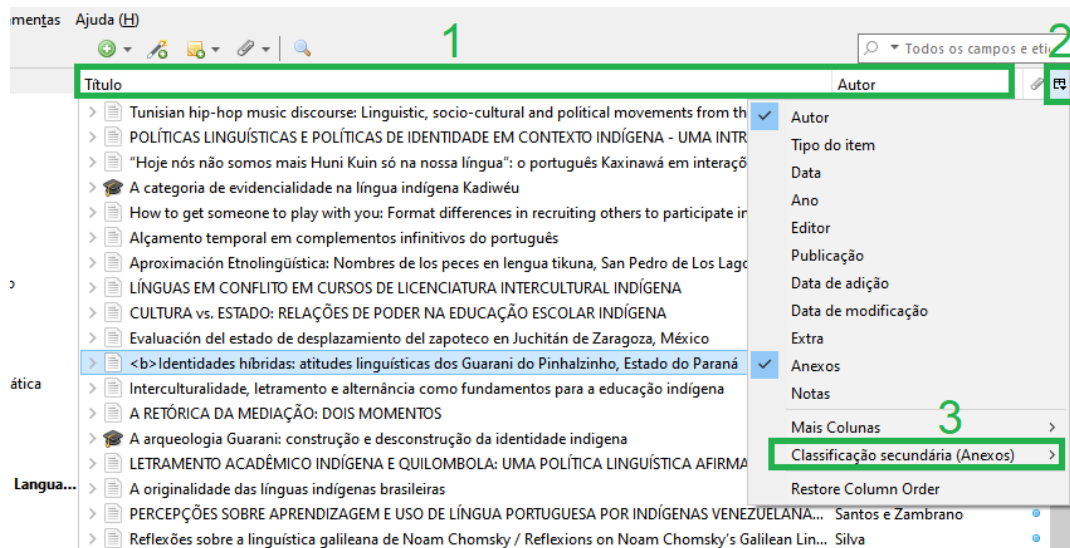 mentas Ajuda (H)
1
Todos os campos e eti
2
Título Autor
Tunisian hip-hop music discourse: Linguistic, socio-cultural and political movements from th
POLÍTICAS LINGUÍSTICAS E POLÍTICAS DE IDENTIDADE EM CONTEXTO INDÍGENA - UMA INTR
"Hoje nós não somos mais Huni Kuin só na nossa língua": o português Kaxinawá em interaçõ
A categoria de evidencialidade na língua indígena Kadiwéu
How to get someone to play with you: Format differences in recruiting others to participate in
Alçamento temporal em complementos infinitivos do português
Aproximación Etnolingüística: Nombres de los peces en lengua tikuna, San Pedro de Los Lago
LÍNGUAS EM CONFLITO EM CURSOS DE LICENCIATURA INTERCULTURAL INDÍGENA
CULTURA vs. ESTADO: RELAÇÕES DE PODER NA EDUCAÇÃO ESCOLAR INDÍGENA
Evaluación del estado de desplazamiento del zapoteco en Juchitán de Zaragoza, México
<b>Identidades híbridas: atitudes linguísticas dos Guarani do Pinhalzinho, Estado do Paraná
ática
Interculturalidade, letramento e alternância como fundamentos para a educação indígena
A RETÓRICA DA MEDIAÇÃO: DOIS MOMENTOS
A arqueologia Guarani: construção e desconstrução da identidade indigena
LETRAMENTO ACADÊMICO INDÍGENA E QUILOMBOLA: UMA POLÍTICA LINGUÍSTICA AFIRMA
Langua...
A originalidade das línguas indígenas brasileiras
PERCEPÇÕES SOBRE APRENDIZAGEM E USO DE LÍNGUA PORTUGUESA POR INDÍGENAS VENEZUELANA... Santos e Zambrano
Reflexões sobre a linguística galileana de Noam Chomsky / Reflexions on Noam Chomsky's Galilean Lin... Silva
Autor
Tipo do item
Data
Ano
Editor
Publicação
Data de adição
Data de modificação
Extra
Anexos
Notas
3
Mais Colunas
Classificação secundária (Anexos)
Restore Column Order